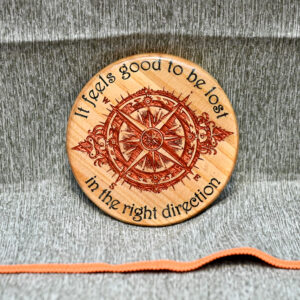 It feels good to be lost
in the right direction